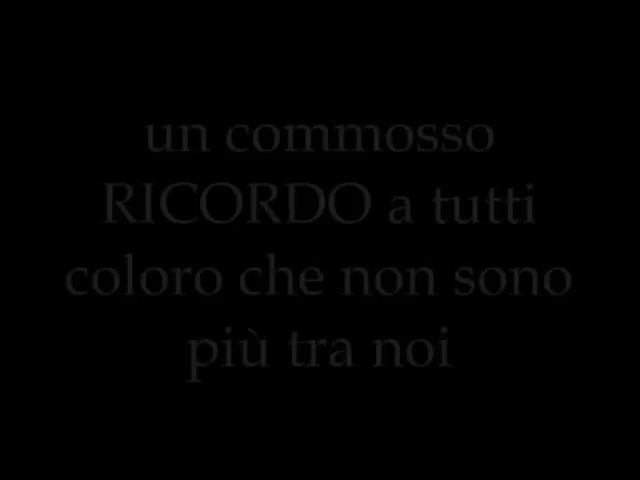 un commosso
RICORDO a tutti
coloro che non sono
più tra noi